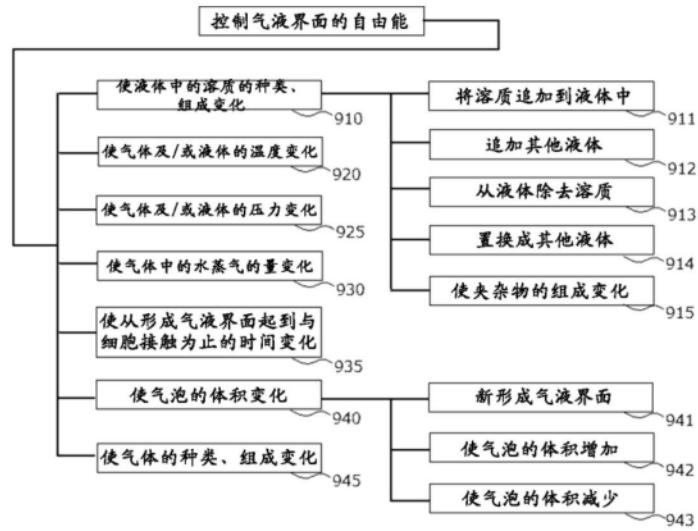 控制气液界面的自由能
使液体中的溶质的种类、
组成变化
910
使气体及/或液体的温度变化
920
使气体及/或液体的压力变化
925
使气体中的水蒸气的量变化
930
使从形成气液界面起到与
细胞接触为止的时间变化
935
使气泡的体积变化
940
使气体的种类、组成变化
945
将溶质追加到液体中
911
追加其他液体
912
从液体除去溶质
913
置换成其他液体
914
使夹杂物的组成变化
915
新形成气液界面
941
使气泡的体积增加
942
使气泡的体积减少
943